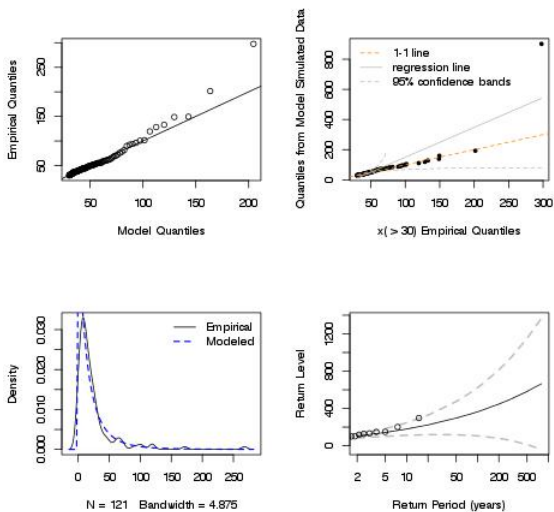 Empirical Quantiles
50
150
250
50
100
150
200
Model Quantiles
Quantiles from Model Simulated Data
0
200
400
600
800
1-1 line
regression line
95% confidence bands
50
100
150
200
250
300
x( > 30) Empirical Quantiles
Density
0.000
0.010
0.020
0.030
Empirical
Modeled
0
50
100
150
200
250
N = 121 Bandwidth = 4.875
Return Level
0
400
800
1200
2
5
10
50
200
500
Return Period (years)